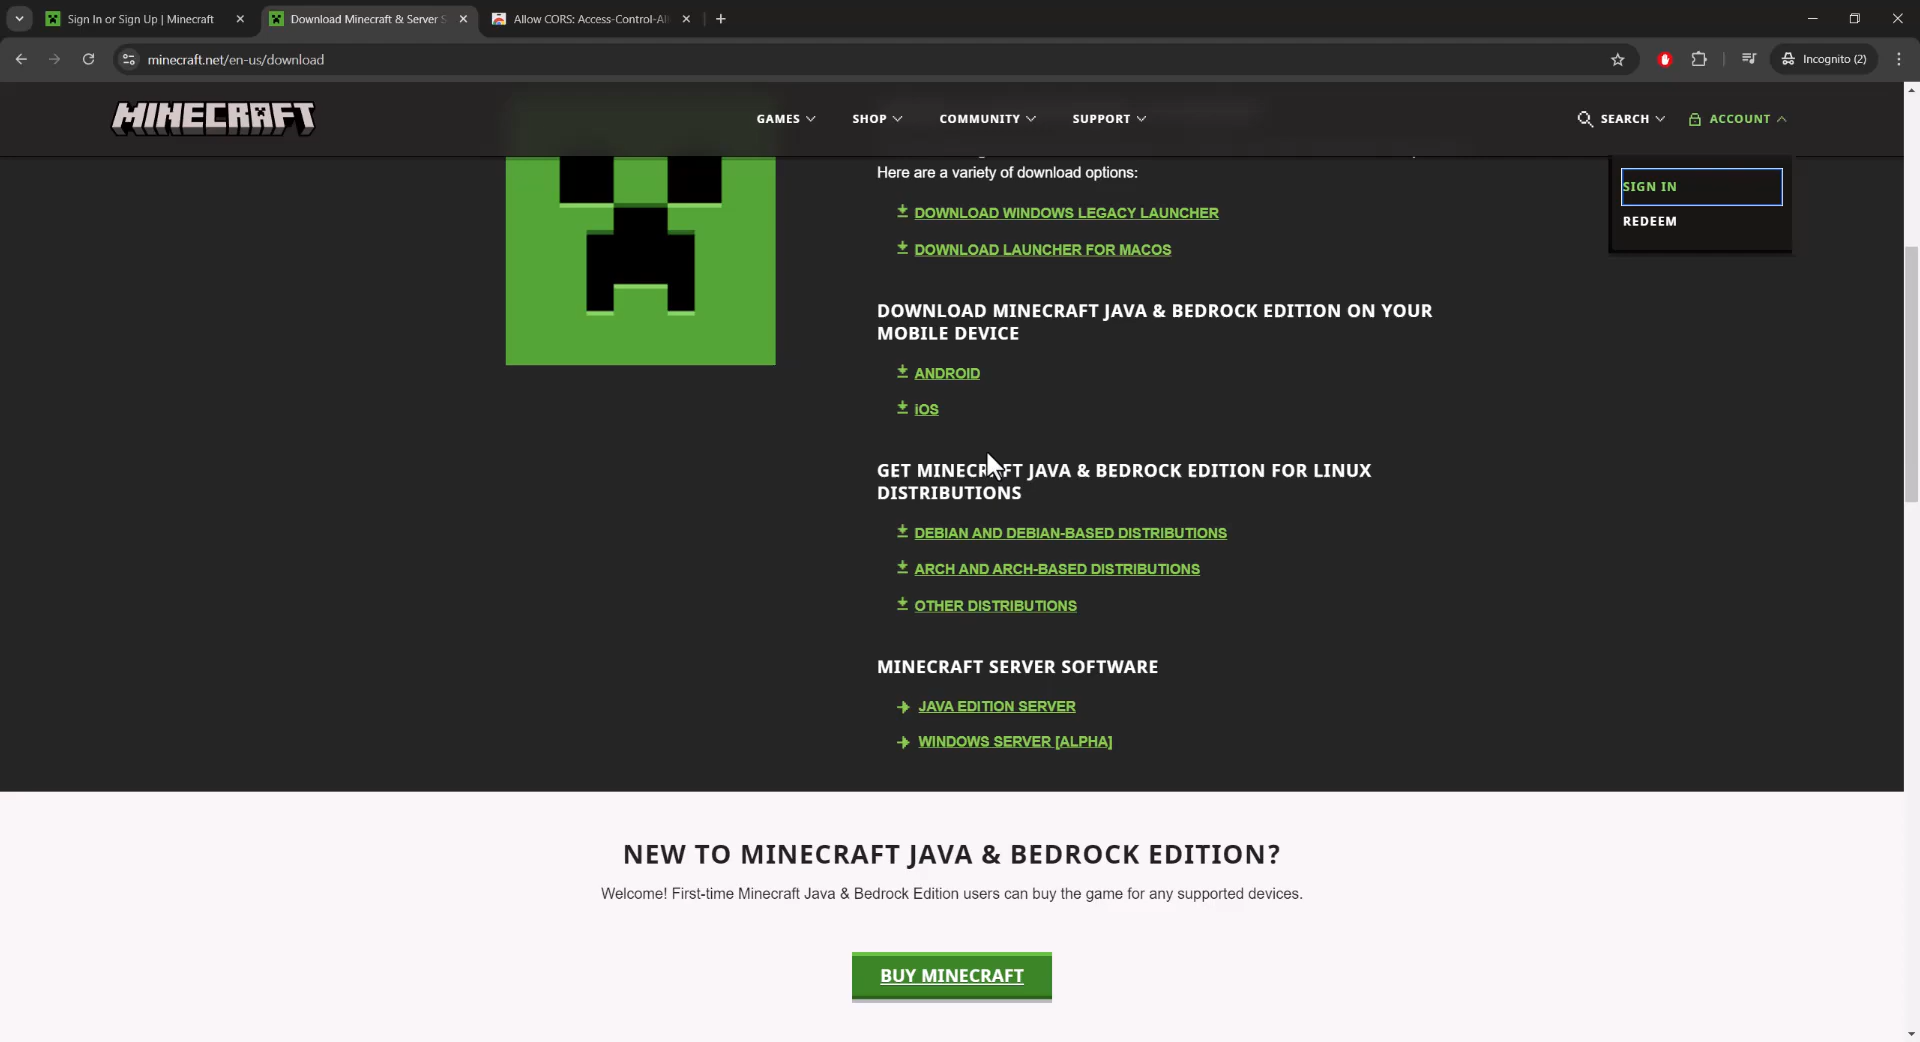 Sign In or Sign Up | Minecraft
Download Minecraft & Server S
Allow CORS: Access-Control-Al
minecraft.net/en-us/download
Incognito (2)
MINECRAFT
GAMES
SHOP
COMMUNITY
SUPPORT
SEARCH
ACCOUNT
SIGN IN
REDEEM
Here are a variety of download options:
DOWNLOAD WINDOWS LEGACY LAUNCHER
DOWNLOAD LAUNCHER FOR MACOS
DOWNLOAD MINECRAFT JAVA & BEDROCK EDITION ON YOUR
MOBILE DEVICE
ANDROID
iOS
GET MINECRAFT JAVA & BEDROCK EDITION FOR LINUX
DISTRIBUTIONS
DEBIAN AND DEBIAN-BASED DISTRIBUTIONS
ARCH AND ARCH-BASED DISTRIBUTIONS
OTHER DISTRIBUTIONS
MINECRAFT SERVER SOFTWARE
JAVA EDITION SERVER
WINDOWS SERVER [ALPHA]
NEW TO MINECRAFT JAVA & BEDROCK EDITION?
Welcome! First-time Minecraft Java & Bedrock Edition users can buy the game for any supported devices.
BUY MINECRAFT